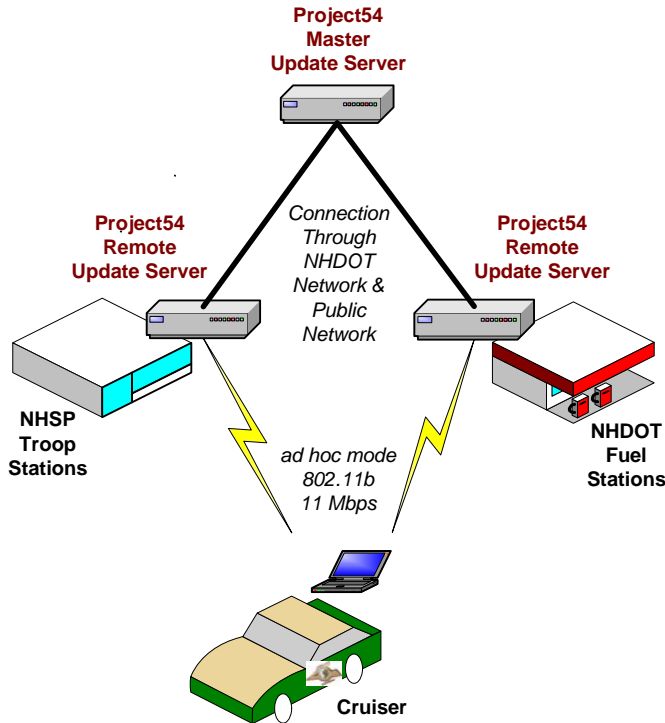 Project54
Master
Update Server
Connection
Through
NHDOT
Network &
Public
Network
Project54
Remote
Update Server
Project54
Remote
Update Server
NHSP
Troop
Stations
NHDOT
Fuel
Stations
ad hoc mode
802.11b
11 Mbps
Cruiser